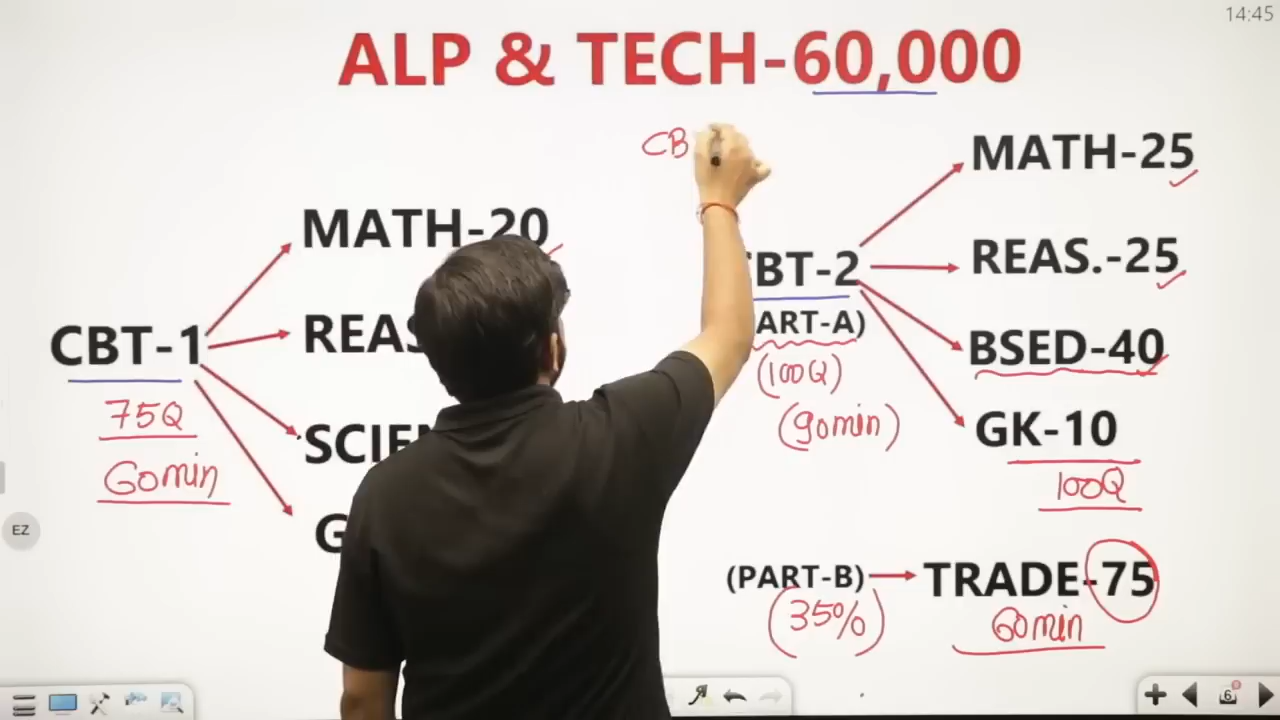 14:45
ALP & TECH-60,000
CB
MATH-20
REAS
SCIEN
G
CBT-1
75Q
60min
MATH-25
REAS.-25
BSED-40
GK-10
100Q
BT-2
ART-A)
(100Q)
(90min)
(PART-B)
TRADE-75
(35%)
60min
EZ
6